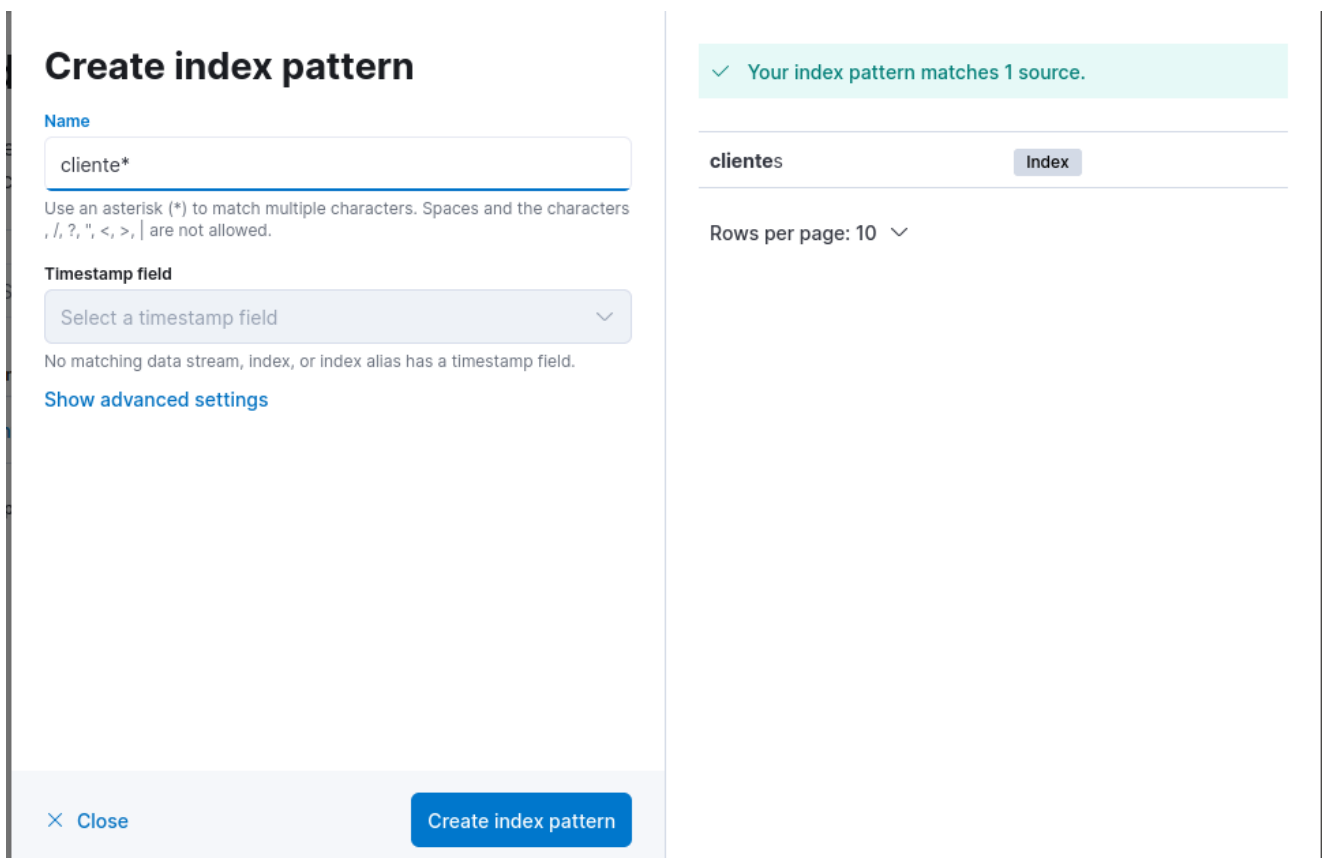 Create index pattern
Name
cliente*
Use an asterisk (*) to match multiple characters. Spaces and the characters
, /, ?, ", <, >, | are not allowed.
Timestamp field
Select a timestamp field
No matching data stream, index, or index alias has a timestamp field.
Show advanced settings
Close
Create index pattern
Your index pattern matches 1 source.
clientes Index
Rows per page: 10